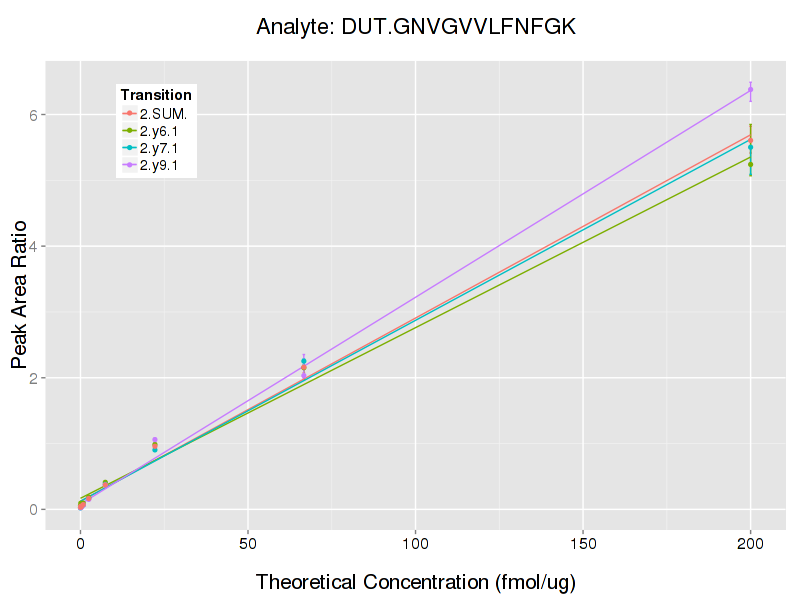 Analyte: DUT.GNVGVVLFNFGK
Transition
2.SUM.
2.y6.1
2.y7.1
2.y9.1
Peak Area Ratio
6
4
2
0
0 50 100 150 200
Theoretical Concentration (fmol/ug)